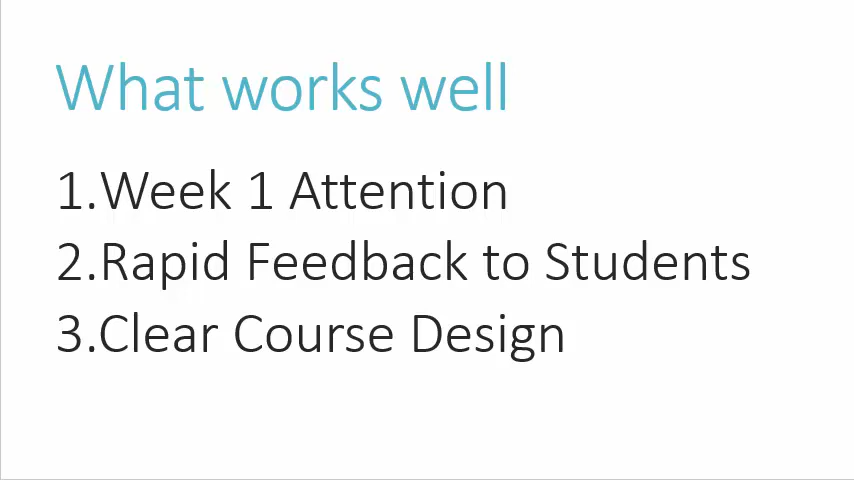 What works well
1.Week 1 Attention
2.Rapid Feedback to Students
3.Clear Course Design